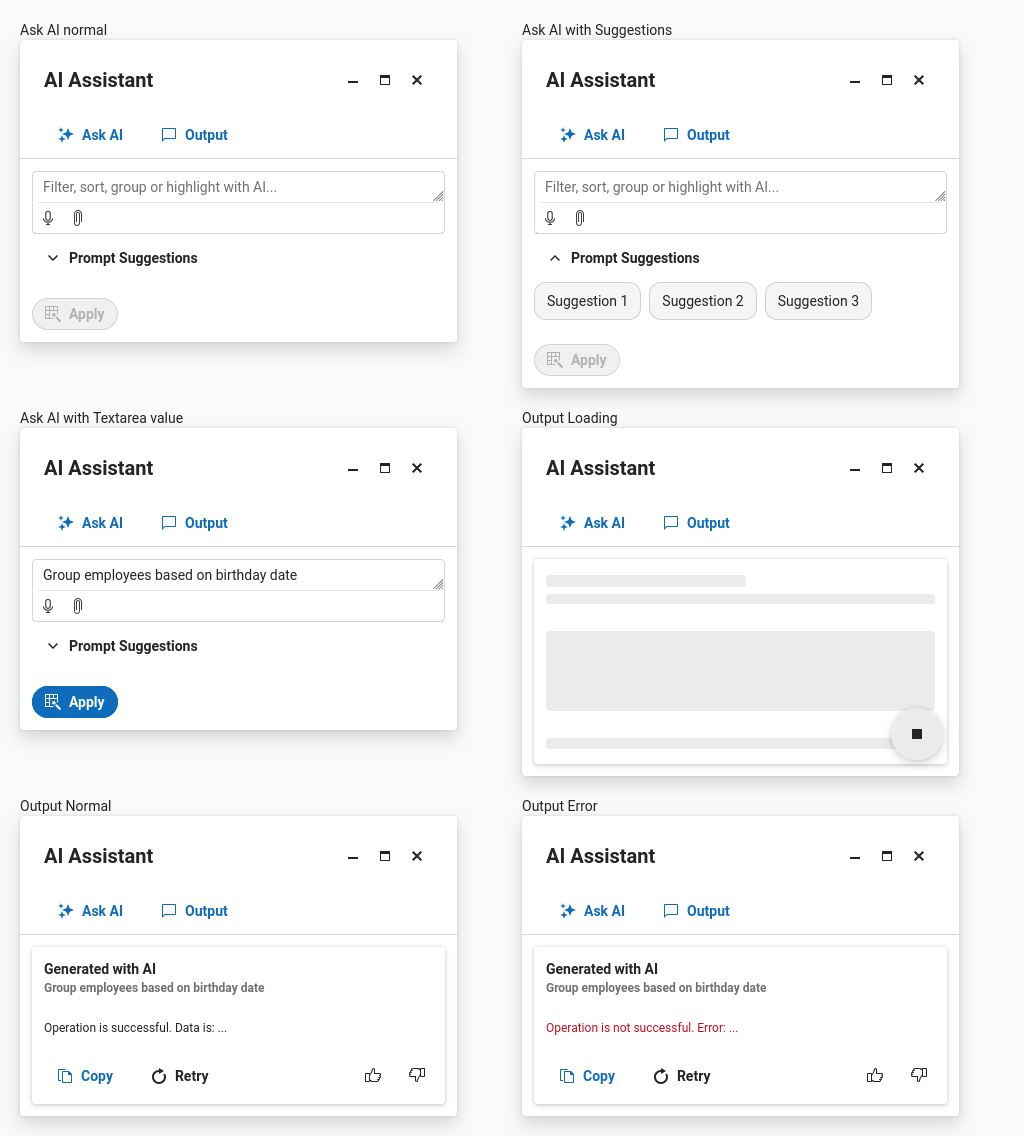 Ask AI normal
AI Assistant
Ask AI Output
Filter, sort, group or highlight with AI...
Prompt Suggestions
Apply
Ask AI with Suggestions
AI Assistant
Ask AI Output
Filter, sort, group or highlight with AI...
Prompt Suggestions
Suggestion 1 Suggestion 2 Suggestion 3
Apply
Ask AI with Textarea value
AI Assistant
Ask AI Output
Group employees based on birthday date
Prompt Suggestions
Apply
Output Loading
AI Assistant
Ask AI Output
Output Normal
AI Assistant
Ask AI Output
Generated with AI
Group employees based on birthday date
Operation is successful. Data is: ...
Copy Retry
Output Error
AI Assistant
Ask AI Output
Generated with AI
Group employees based on birthday date
Operation is not successful. Error: ...
Copy Retry